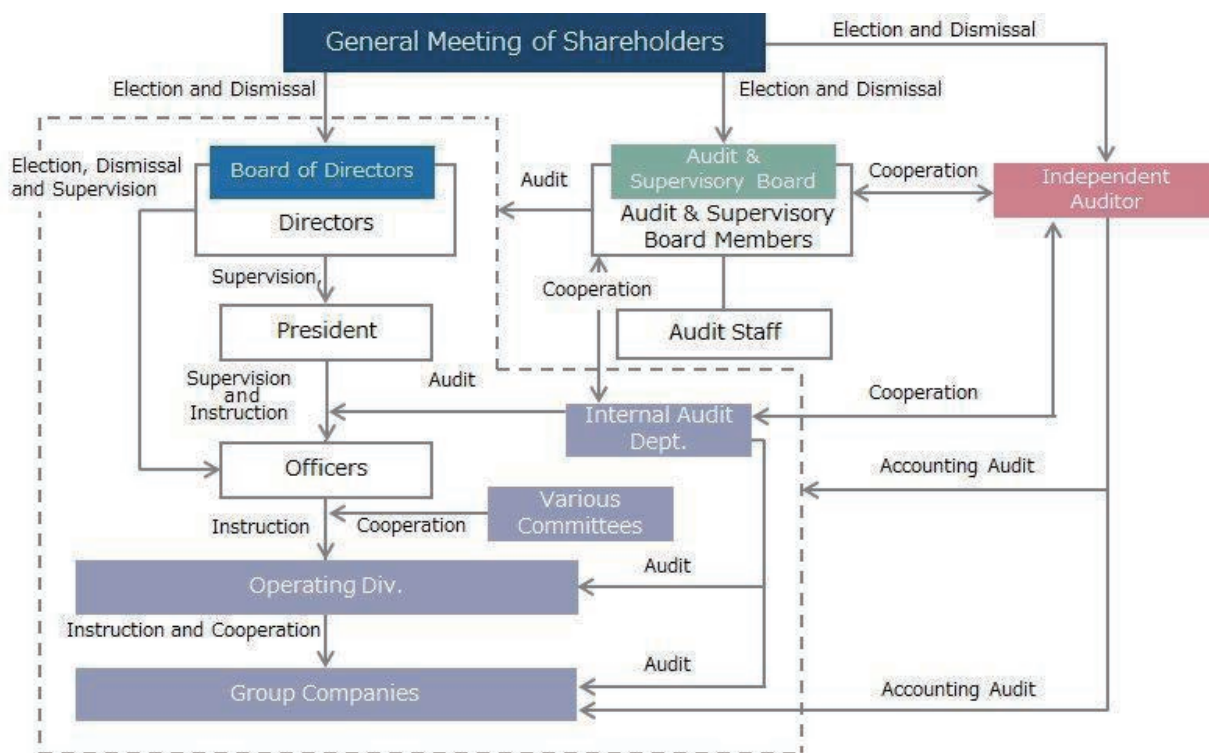 General Meeting of Shareholders
Election and Dismissal
Election and Dismissal
Election and Dismissal
Election, Dismissal
and Supervision
Board of Directors
Directors
Audit
Audit &
Supervisory Board
Audit & Supervisory
Board Members
Cooperation
Independent
Auditor
Supervision,
Cooperation
President
Audit Staff
Supervision
and
Instruction
Audit
Internal Audit
Dept.
Cooperation
Officers
Accounting Audit
Various
Committees
Instruction
Cooperation
Operating Div.
Audit
Instruction and Cooperation
Audit
Group Companies
Accounting Audit